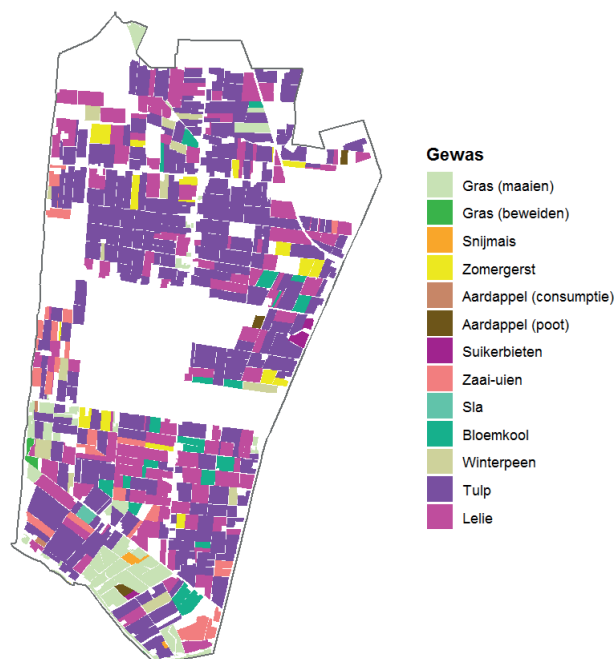 Gewas
Gras (maaien)
Gras (beweiden)
Snijmais
Zomergerst
Aardappel (consumptie)
Aardappel (poot)
Suikerbieten
Zaai-uien
Sla
Bloemkool
Winterpeen
Tulp
Lelie